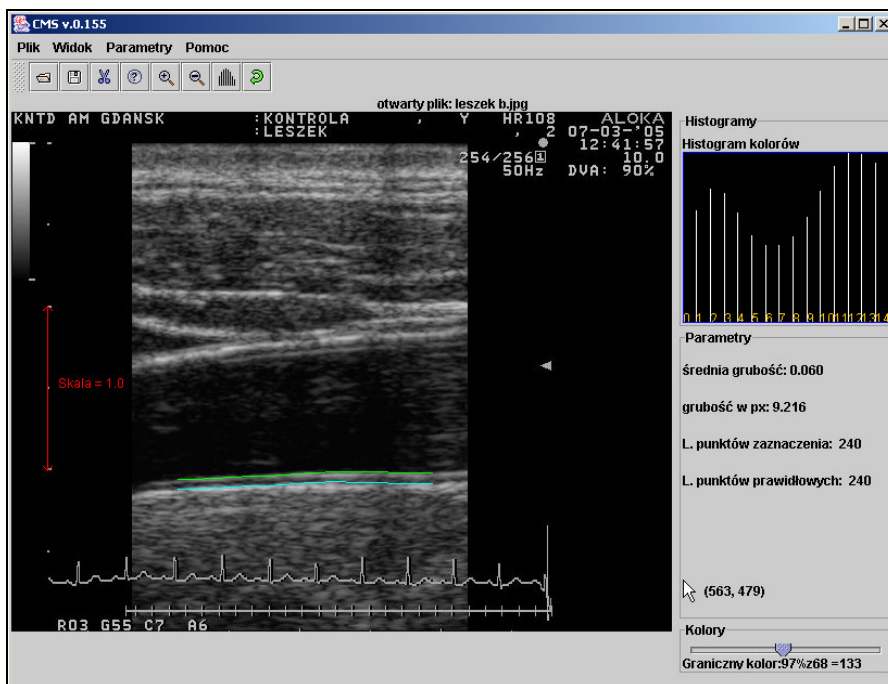 CMS v.0.155
Plik Widok Parametry Pomoc
otwarty plik: leszek b.jpg
KNTD AM GDANSK :KONTROLA , Y HR108 ALOKA
:LESZEK , 2 07-03-'05
12:41:57
254/256 1 10.0
50Hz DVA: 90%
Skala = 1.0
R03 G55 C7 A6
Histogramy
Histogram kolorów
0 1 2 3 4 5 6 7 8 9 10 11 12 13 14
Parametry
średnia grubość: 0.060
grubość w px: 9.216
L. punktów zaznaczenia: 240
L. punktów prawidłowych: 240
(563, 479)
Kolory
Graniczny kolor:97%z68 =133